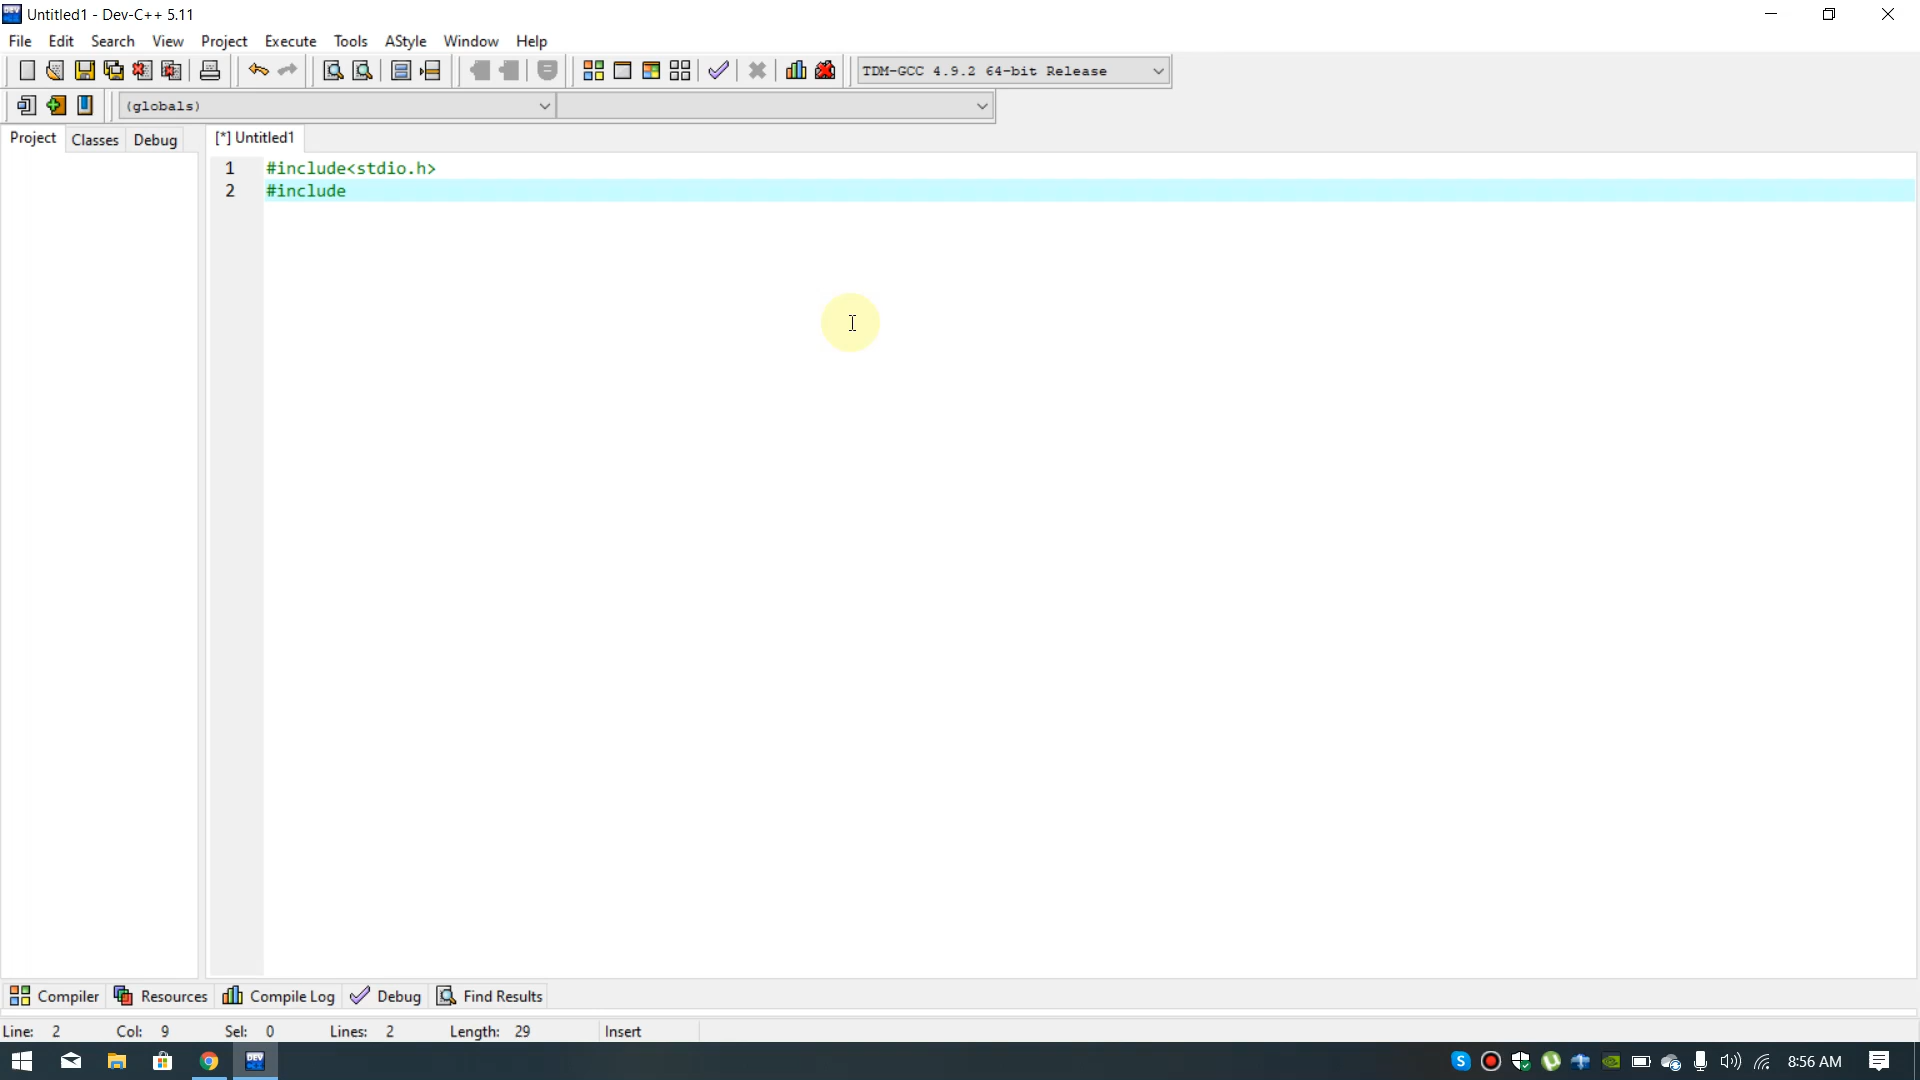 Untitled1 - Dev-C++ 5.11
File Edit Search View Project Execute Tools AStyle Window Help
TDM-GCC 4.9.2 64-bit Release
(globals)
Project Classes Debug [*] Untitled1
1 #include<stdio.h>
2 #include
Compiler Resources Compile Log Debug Find Results
Line: 2 Col: 9 Sel: 0 Lines: 2 Length: 29 Insert
8:56 AM